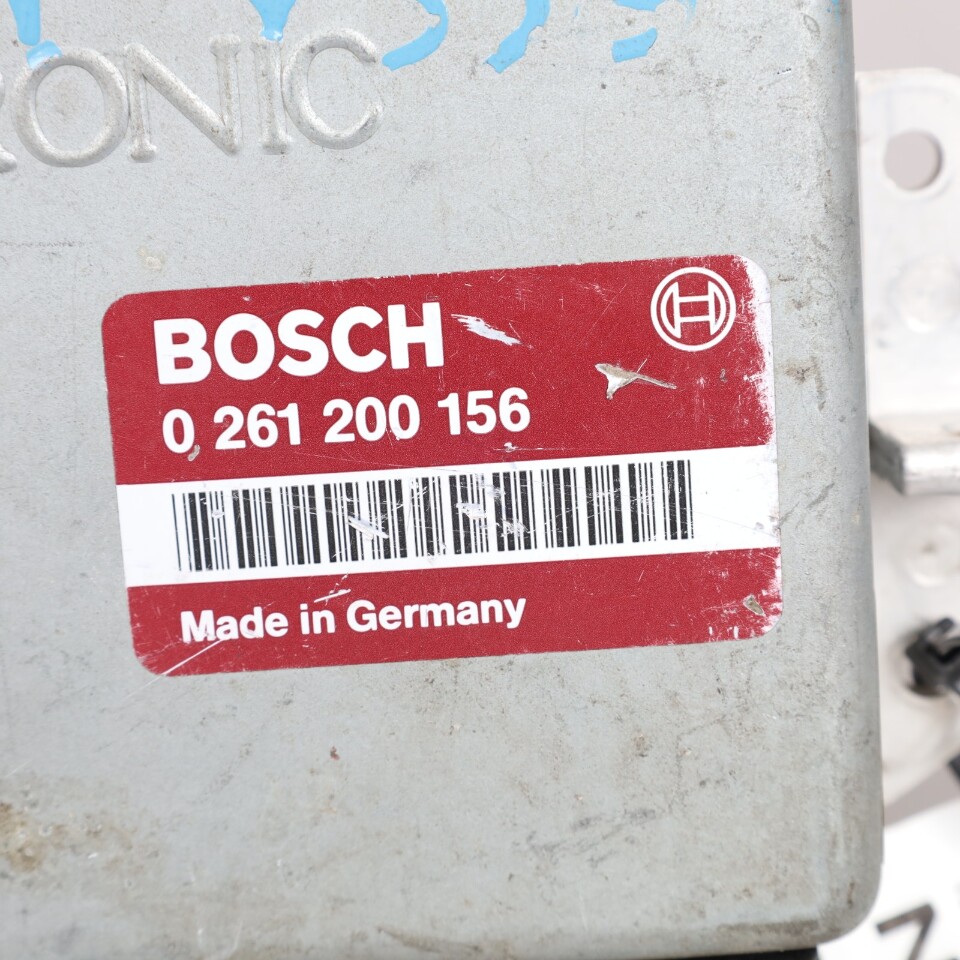 RONIC
BOSCH
0 261 200 156
Made in Germany